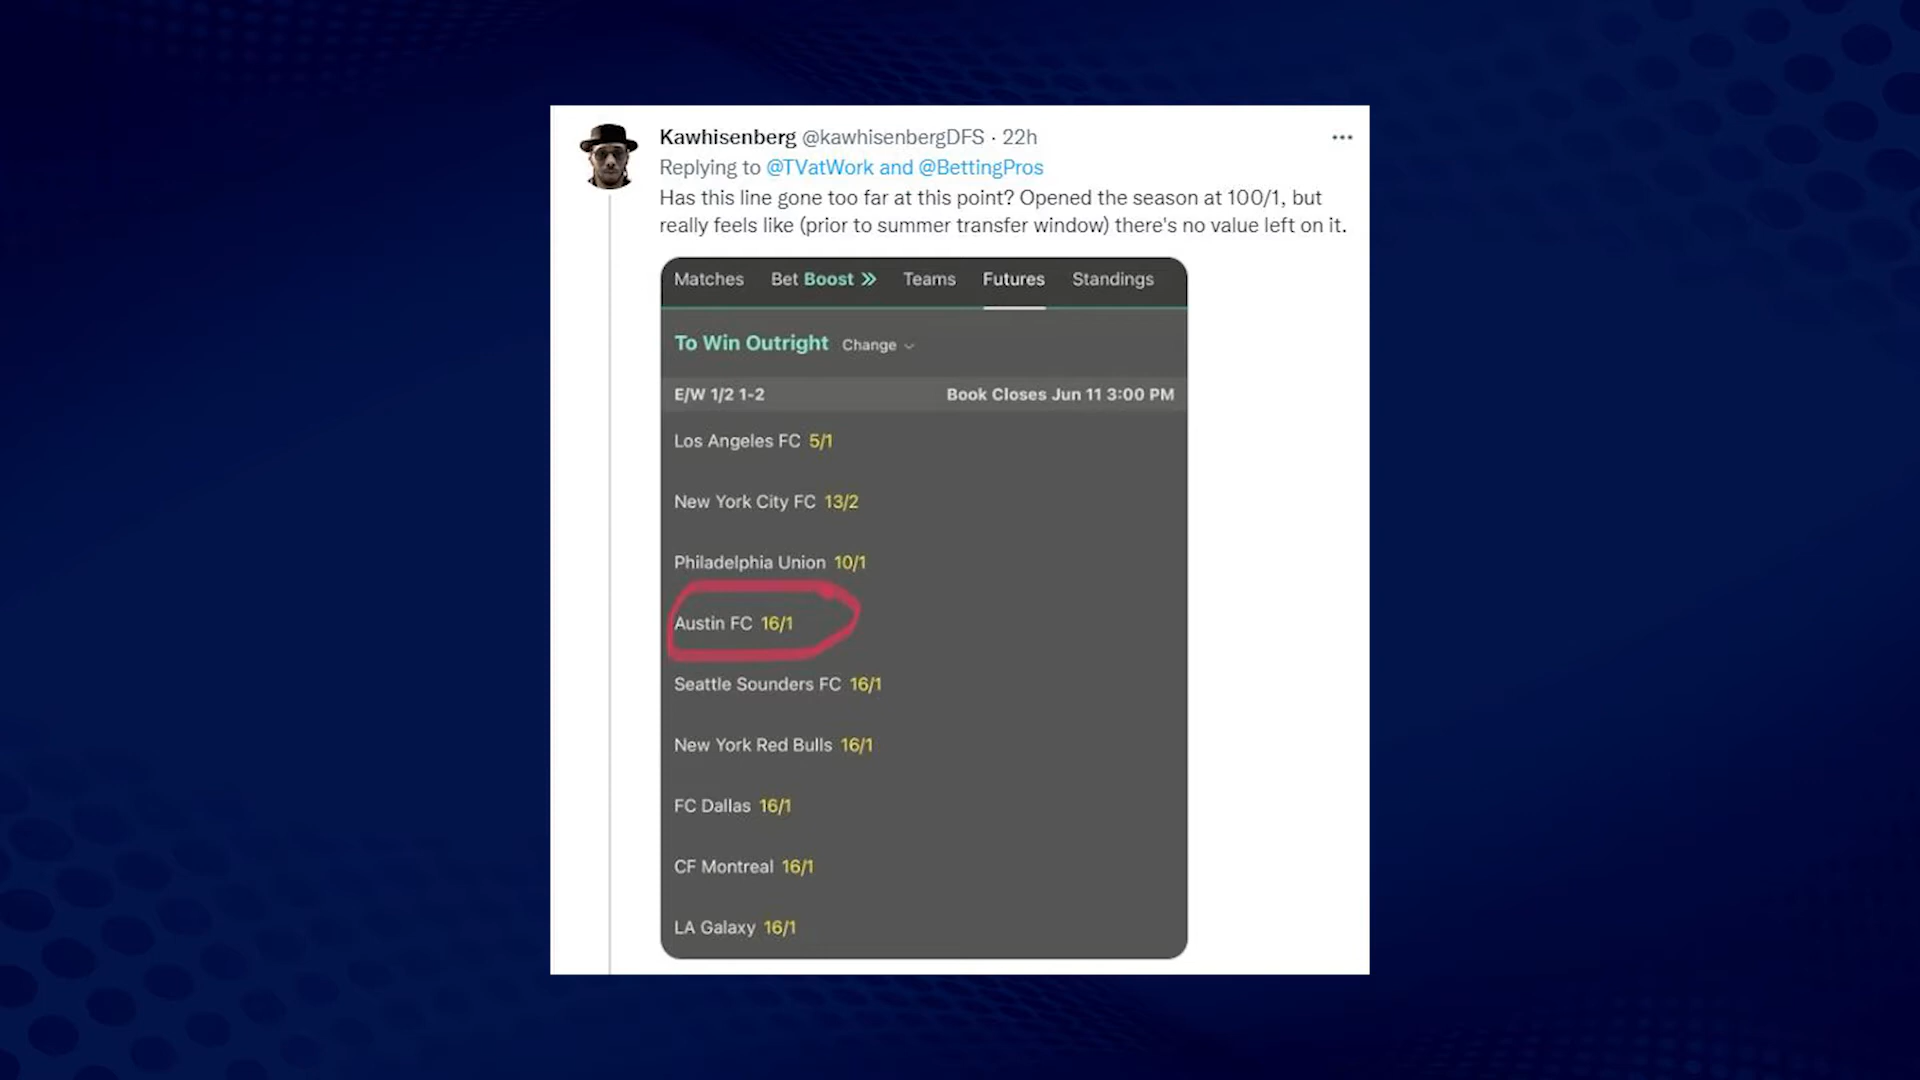 Kawhisenberg @kawhisenbergDFS · 22h
Replying to @TVatWork and @BettingPros
Has this line gone too far at this point? Opened the season at 100/1, but
really feels like (prior to summer transfer window) there's no value left on it.
Matches Bet Boost Teams Futures Standings
To Win Outright Change
E/W 1/2 1-2 Book Closes Jun 11 3:00 PM
Los Angeles FC 5/1
New York City FC 13/2
Philadelphia Union 10/1
Austin FC 16/1
Seattle Sounders FC 16/1
New York Red Bulls 16/1
FC Dallas 16/1
CF Montreal 16/1
LA Galaxy 16/1